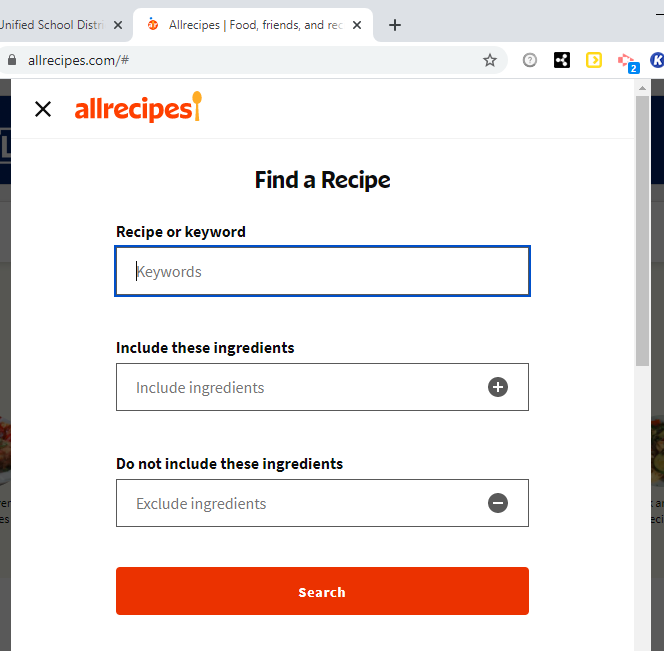 Unified School Distri
Allrecipes | Food, friends, and rec
allrecipes.com/#
2
K
allrecipes
Find a Recipe
Recipe or keyword
Keywords
Include these ingredients
Include ingredients
Do not include these ingredients
Exclude ingredients
Search